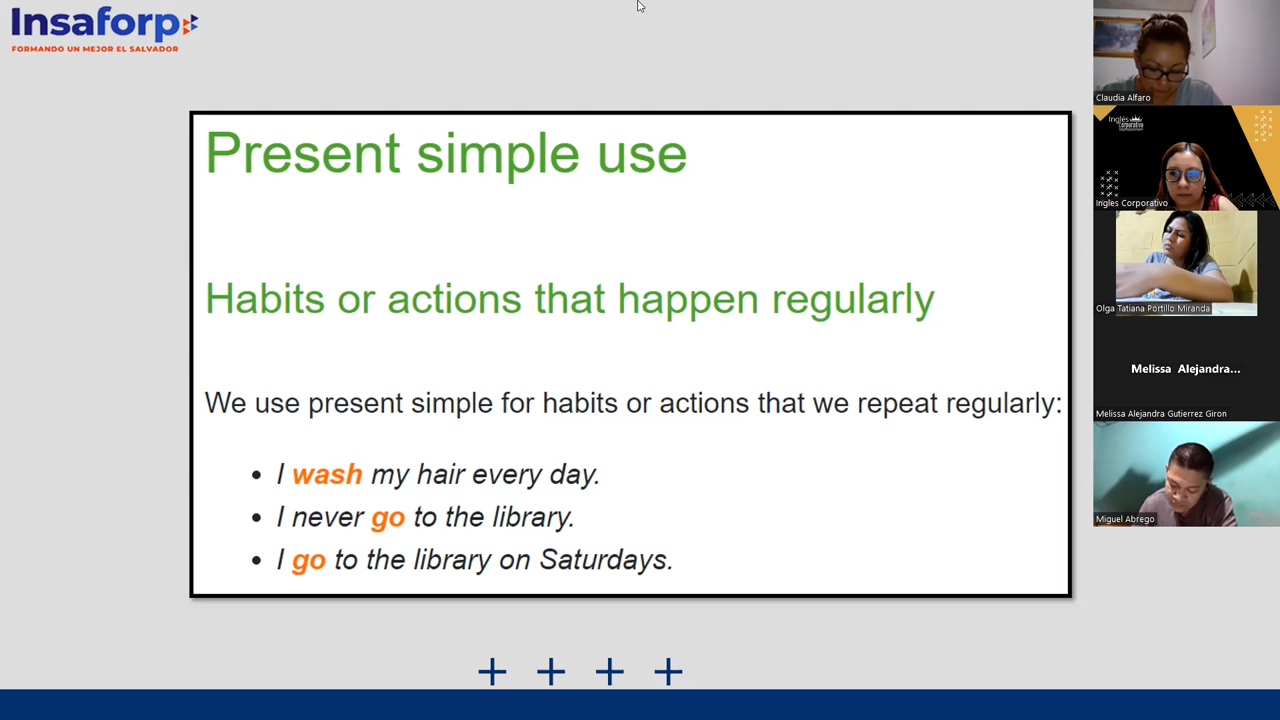 Insaforp
FORMANDO UN MEJOR EL SALVADOR
Present simple use
Habits or actions that happen regularly
We use present simple for habits or actions that we repeat regularly:
• I wash my hair every day.
• I never go to the library.
• I go to the library on Saturdays.
Claudia Alfaro
Inglés
Corporativo
Ingles Corporativo
Olga Tatiana Portillo Miranda
Melissa Alejandra...
Melissa Alejandra Gutierrez Giron
Miguel Abrego